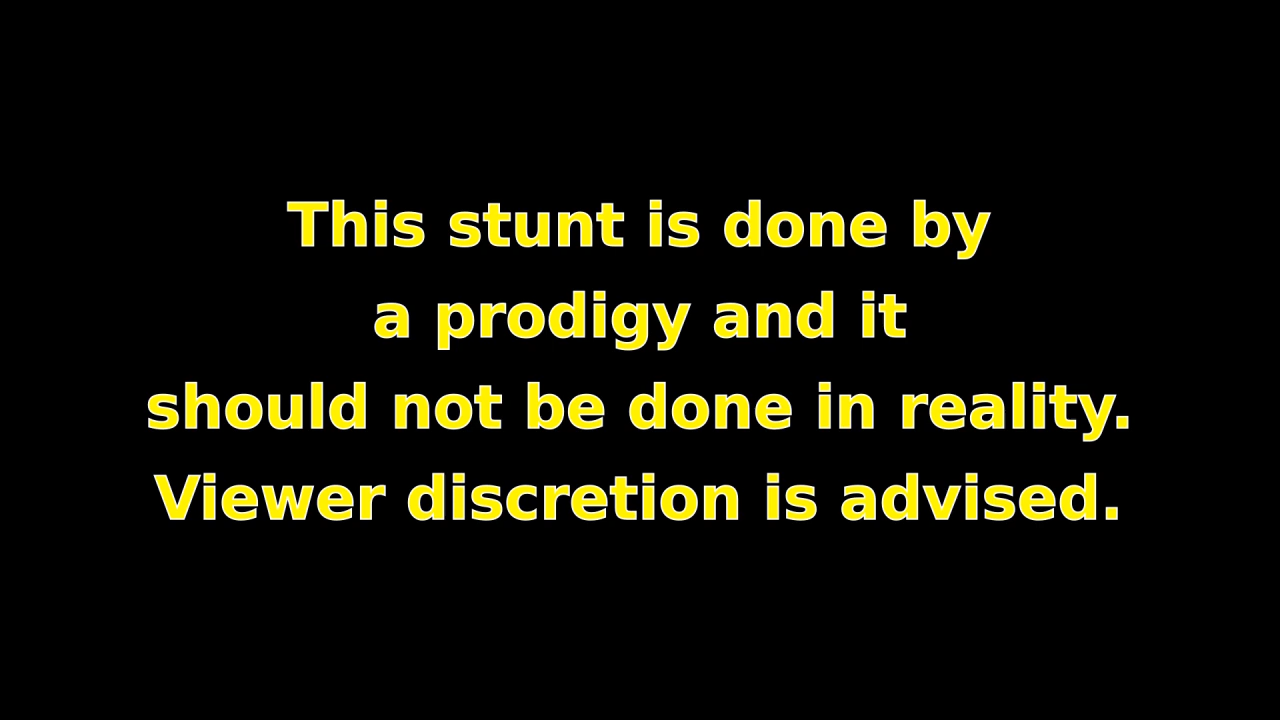 This stunt is done by
a prodigy and it
should not be done in reality.
Viewer discretion is advised.